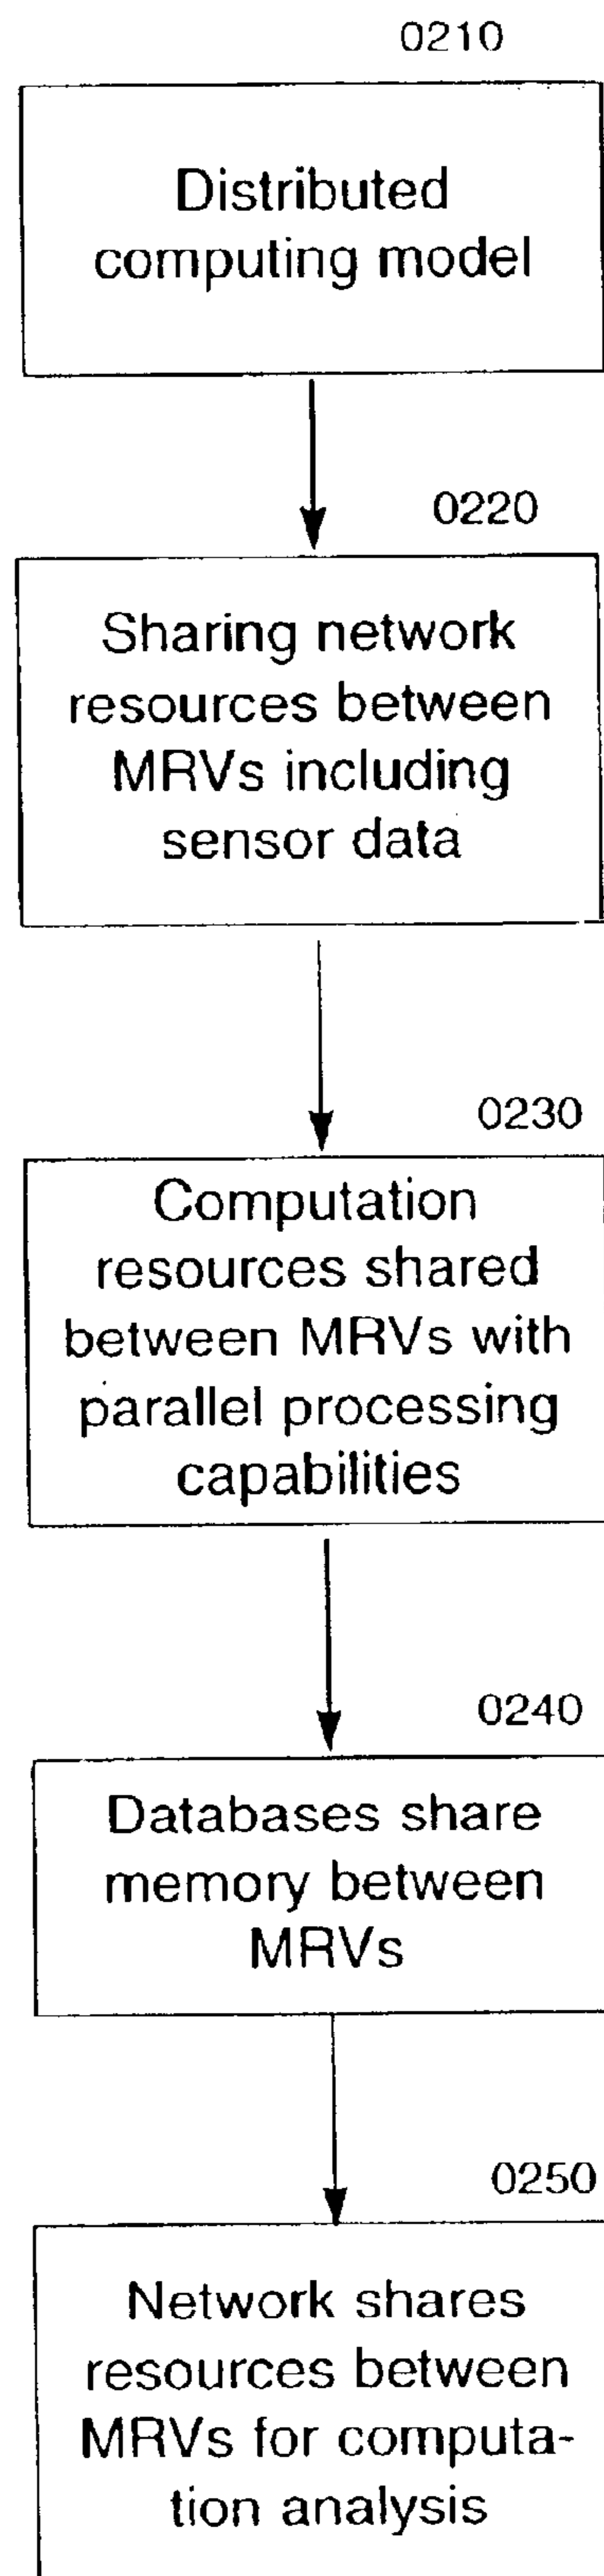 0210
Distributed
computing model
0220
Sharing network
resources between
MRVs including
sensor data
0230
Computation
resources shared
between MRVs with
parallel processing
capabilities
0240
Databases share
memory between
MRVs
0250
Network shares
resources between
MRVs for computa-
tion analysis